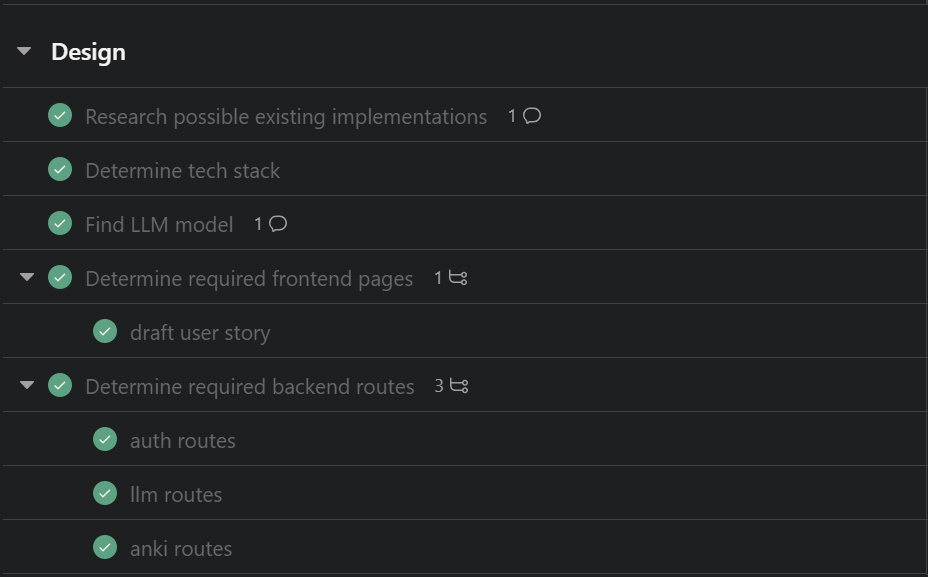 Design
Research possible existing implementations 1
Determine tech stack
Find LLM model 1
Determine required frontend pages 1
draft user story
Determine required backend routes 3
auth routes
llm routes
anki routes